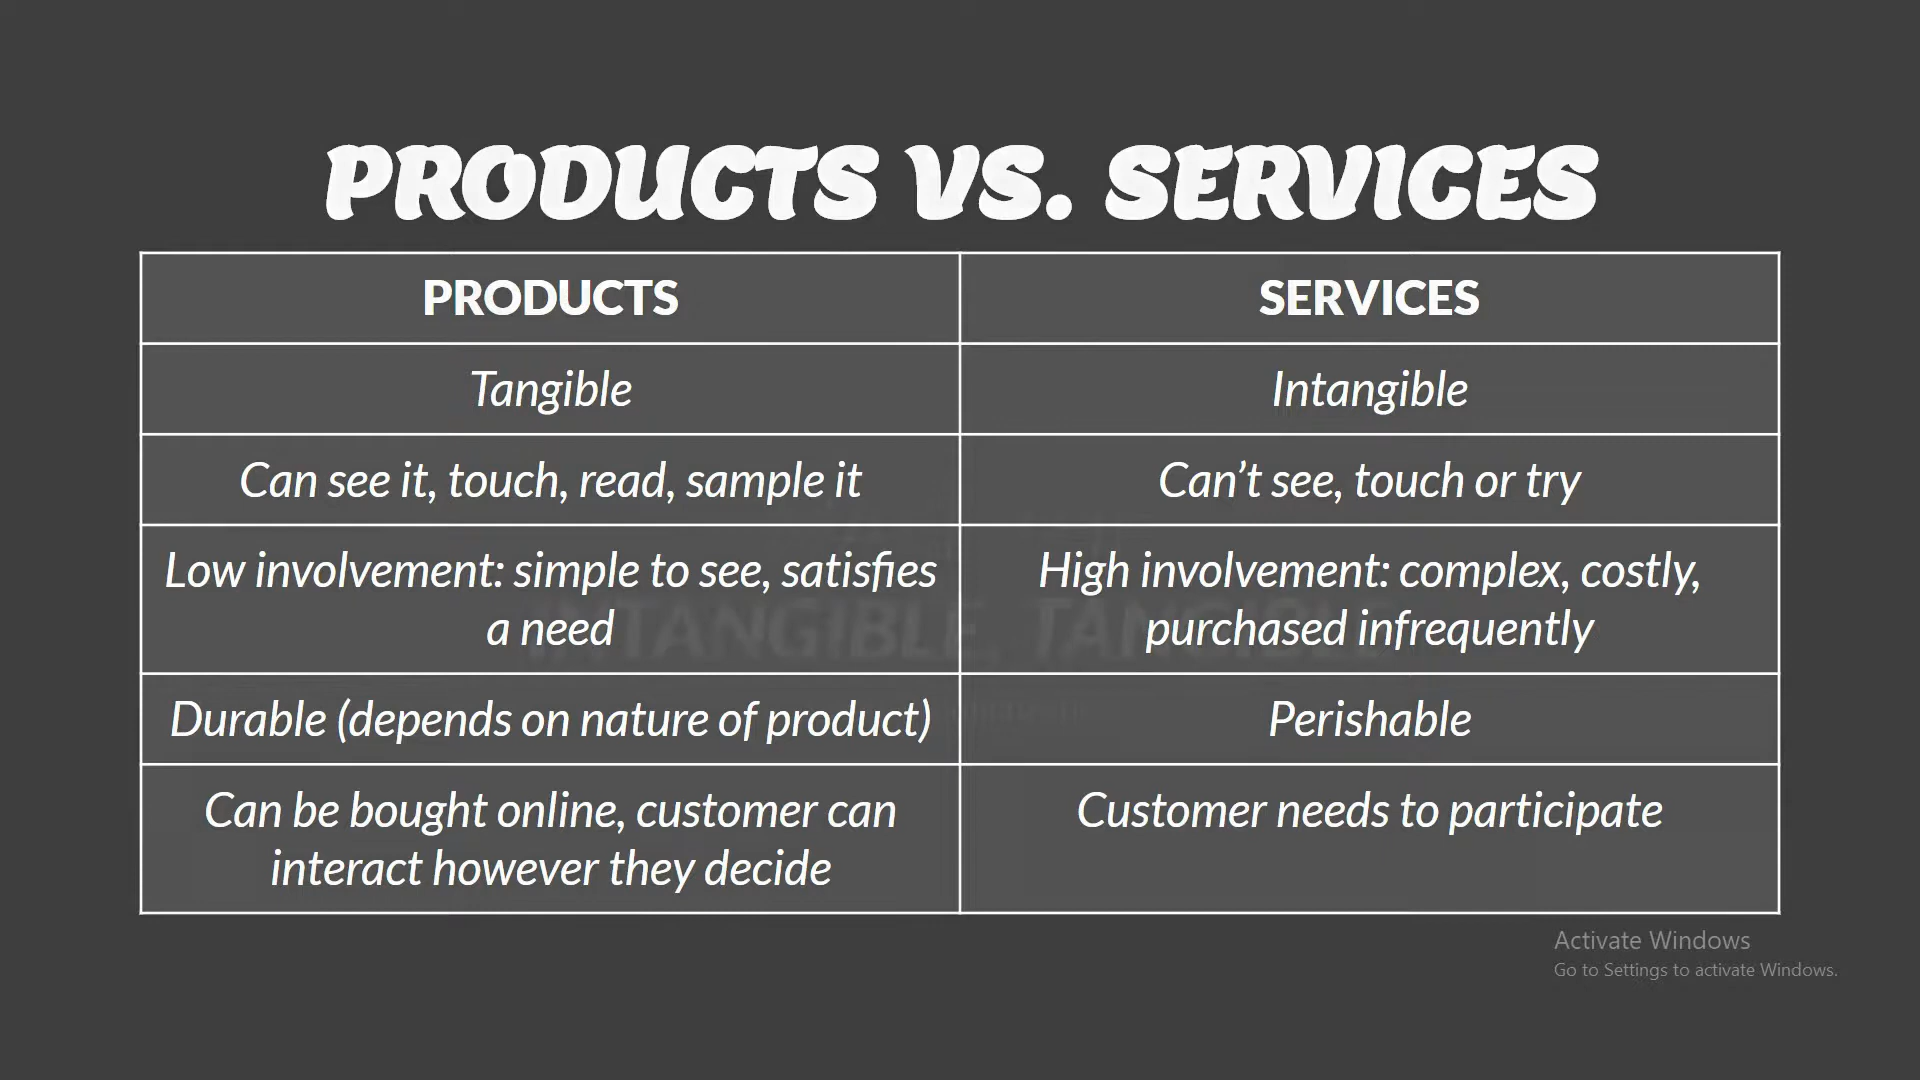 PRODUCTS VS. SERVICES
PRODUCTS
SERVICES
Tangible
Intangible
Can see it, touch, read, sample it
Can’t see, touch or try
Low involvement: simple to see, satisfies
a need
High involvement: complex, costly,
purchased infrequently
Durable (depends on nature of product)
Perishable
Can be bought online, customer can
interact however they decide
Customer needs to participate
INTANGIBLE, TANGIBLE
Activate Windows
Go to Settings to activate Windows.